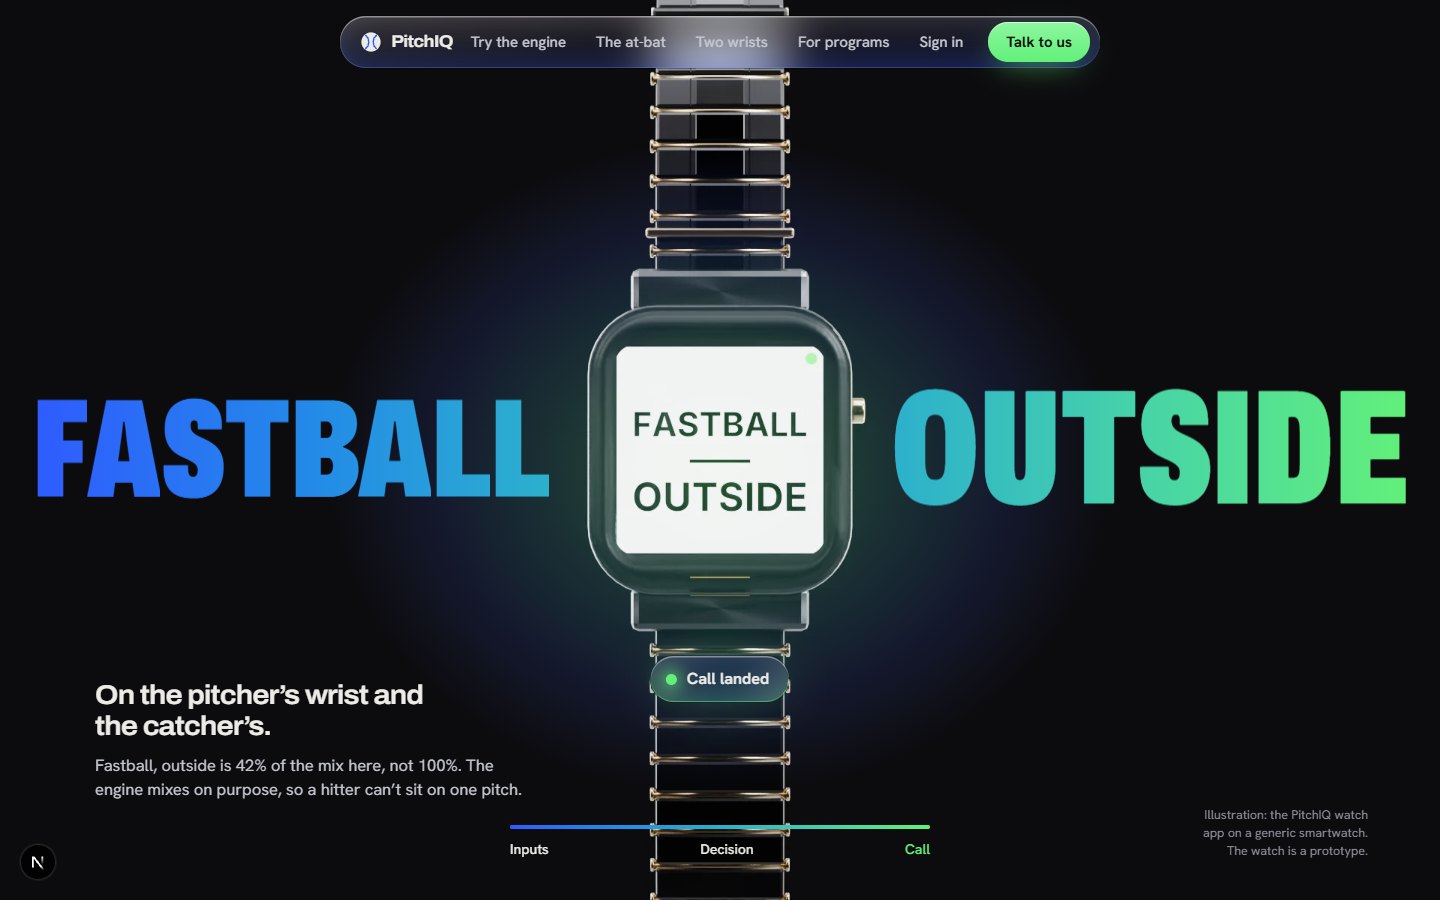 PitchIQ Try the engine The at-bat Two wrists For programs Sign in Talk to us
FASTBALL
OUTSIDE
FASTBALL
OUTSIDE
Call landed
On the pitcher’s wrist and
the catcher’s.
Fastball, outside is 42% of the mix here, not 100%. The
engine mixes on purpose, so a hitter can’t sit on one pitch.
Inputs Decision Call
Illustration: the PitchIQ watch
app on a generic smartwatch.
The watch is a prototype.
N